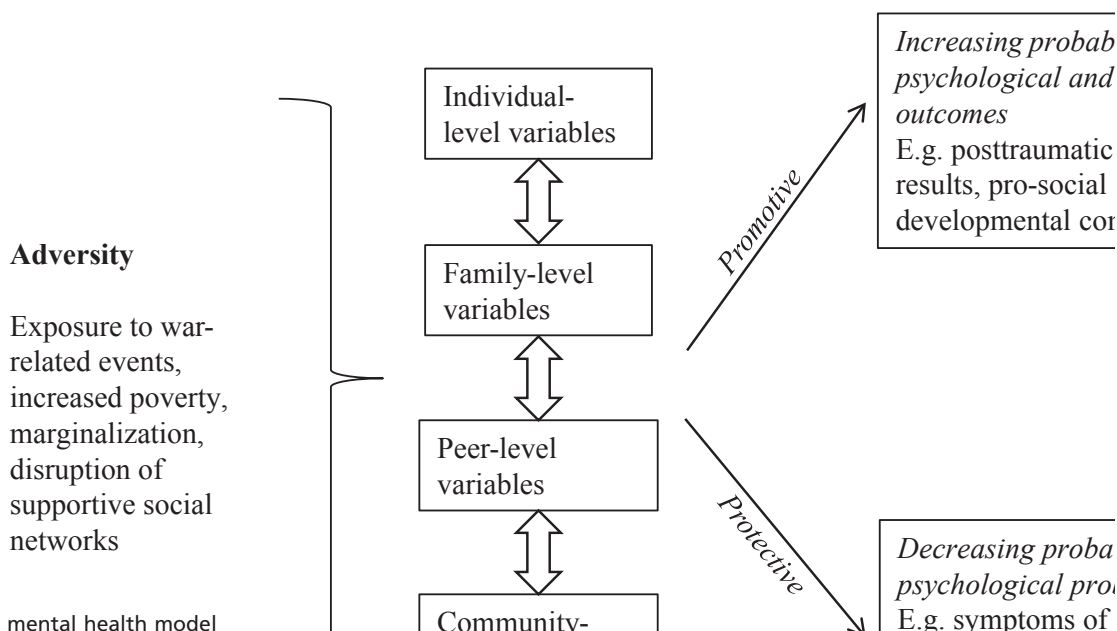 Adversity
Exposure to war-
related events,
increased poverty,
marginalization,
disruption of
supportive social
networks
mental health model
Individual-
level variables
Family-level
variables
Peer-level
variables
Community-
Promotive
Protective
Increasing probab
psychological and
outcomes
E.g. posttraumatic
results, pro-social
developmental con
Decreasing proba
psychological prob
E.g. symptoms of